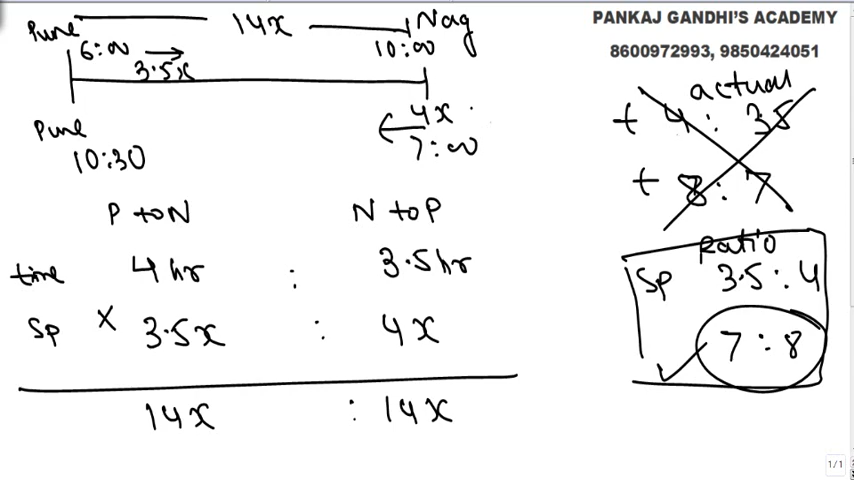 Pune 14x Nag
6:00 10:00
3.5x
4x
Pune 7:00
10:30
P to N N to P
time 4 hr : 3.5 hr
Sp × 3.5x : 4x
14x : 14x
PANKAJ GANDHI'S ACADEMY
8600972993, 9850424051
actual
t 4 : 3.5
t 8 : 7
Ratio
Sp 3.5 : 4
7 : 8
1/1